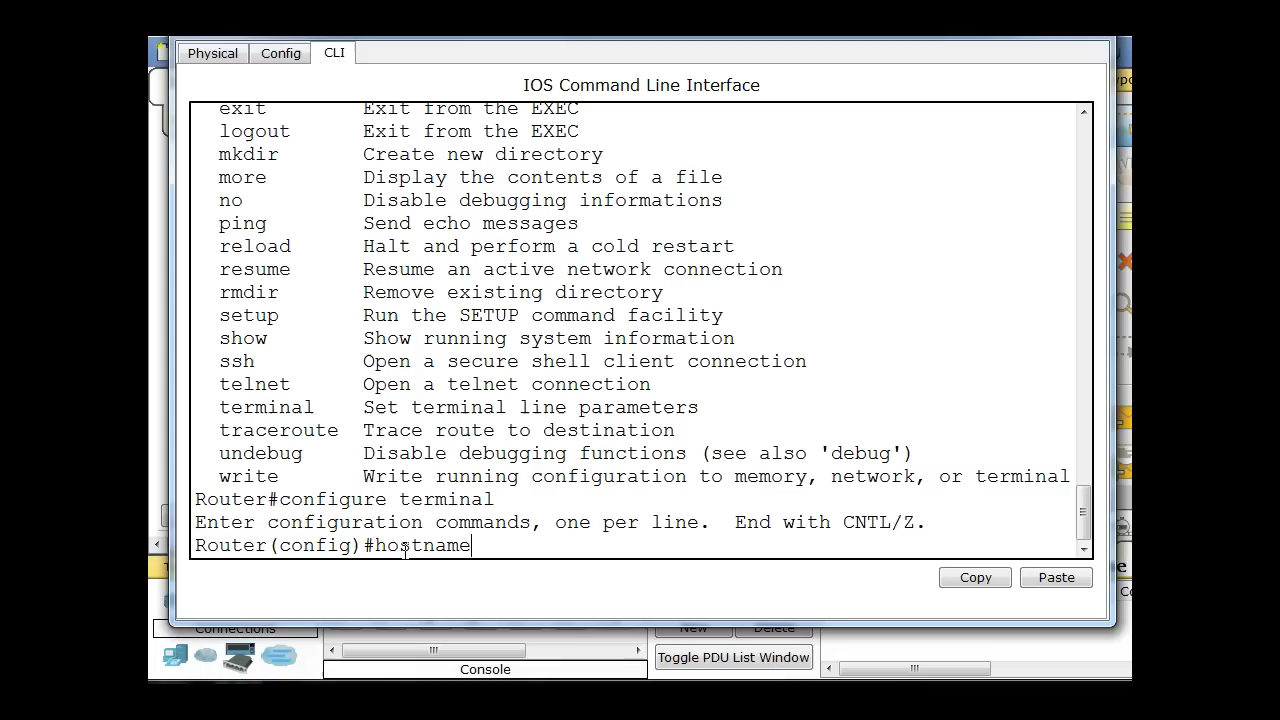 Physical
Config
CLI
IOS Command Line Interface
exit Exit from the EXEC
logout Exit from the EXEC
mkdir Create new directory
more Display the contents of a file
no Disable debugging informations
ping Send echo messages
reload Halt and perform a cold restart
resume Resume an active network connection
rmdir Remove existing directory
setup Run the SETUP command facility
show Show running system information
ssh Open a secure shell client connection
telnet Open a telnet connection
terminal Set terminal line parameters
traceroute Trace route to destination
undebug Disable debugging functions (see also 'debug')
write Write running configuration to memory, network, or terminal
Router#configure terminal
Enter configuration commands, one per line. End with CNTL/Z.
Router(config)#hostname
Copy
Paste
Connections
New
Delete
Toggle PDU List Window
Console